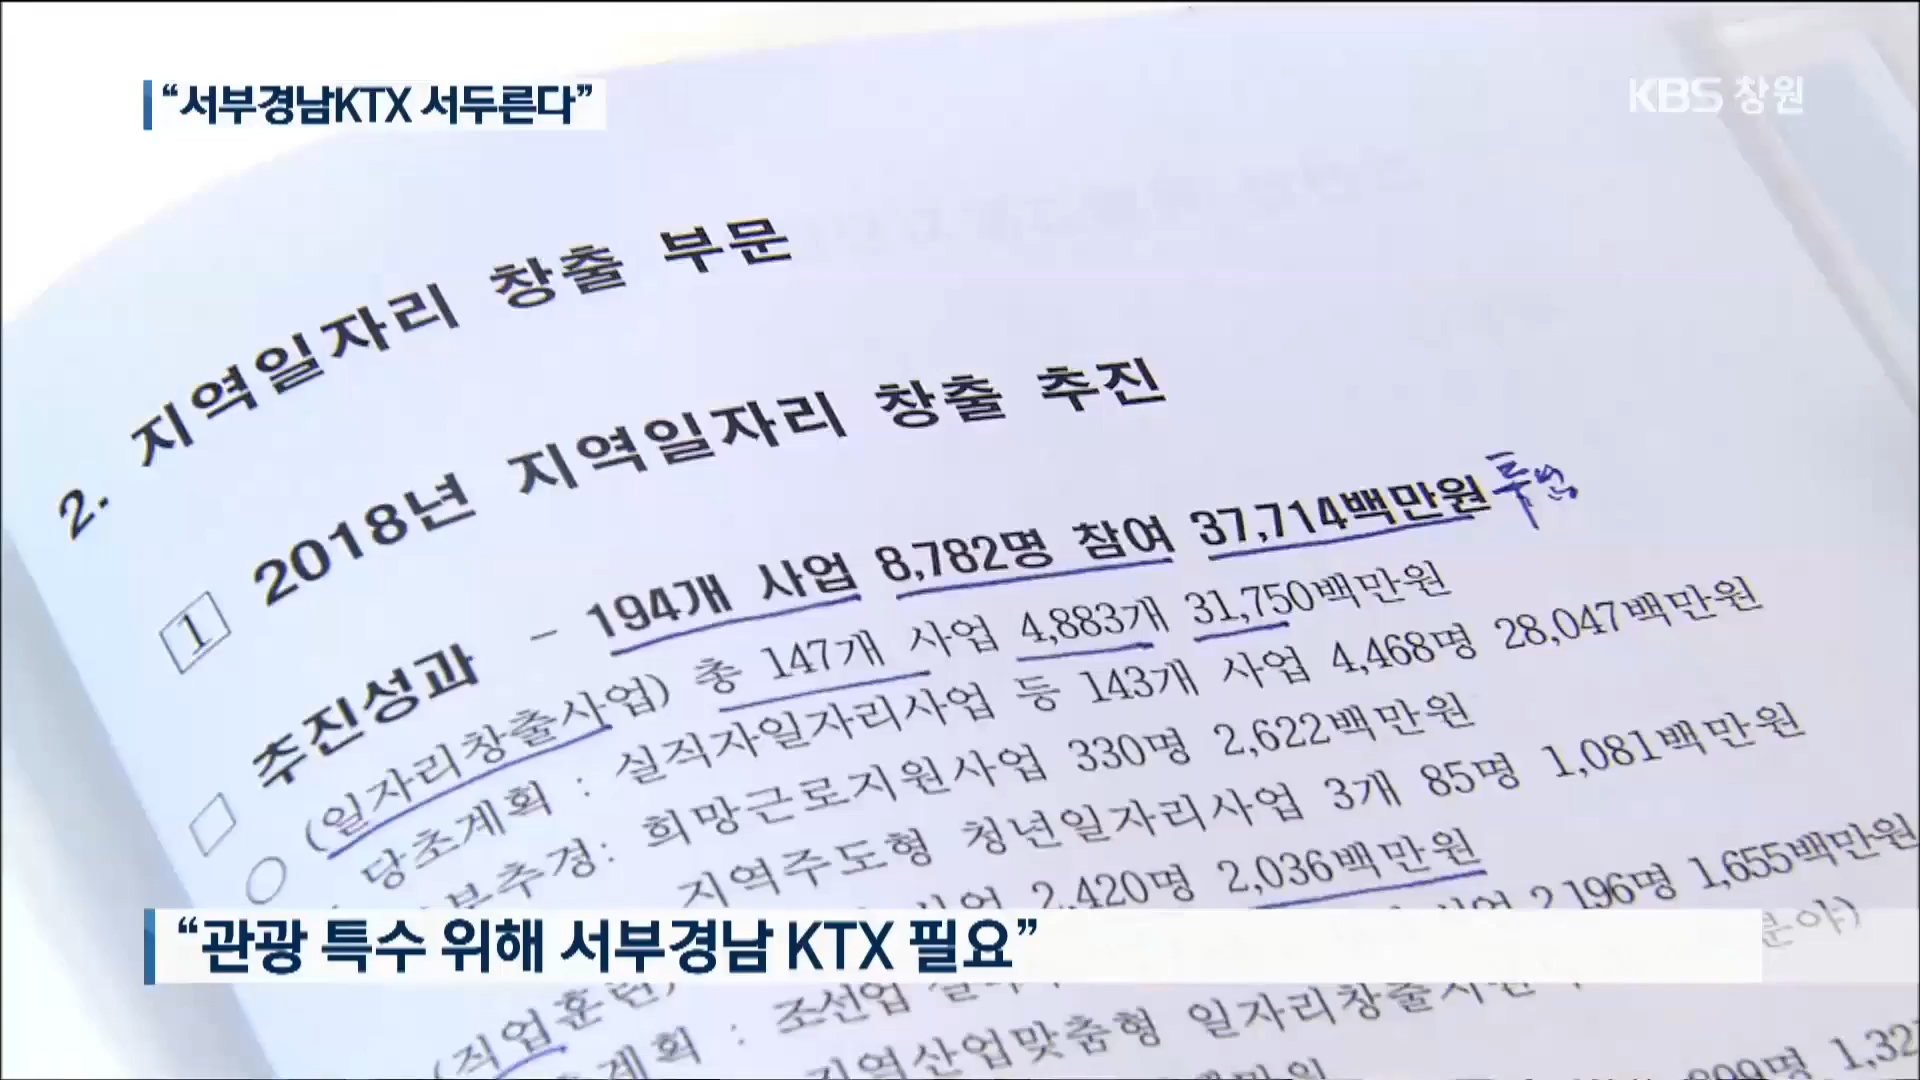 “서부경남KTX 서두른다”
KBS 창원
2. 지역일자리 창출 부문
1 2018년 지역일자리 창출 추진
추진성과 - 194개 사업 8,782명 참여 37,714백만원
(일자리창출사업) 총 147개 사업 4,883개 31,750백만원
당초계획 : 실직자일자리사업 등 143개 사업 4,468명 28,047백만원
부추경: 희망근로지원사업 330명 2,622백만원
지역주도형 청년일자리사업 3개 85명 1,081백만원
2,420명 2,036백만원
2,196명 1,655백만원
분야)
“관광 특수 위해 서부경남 KTX 필요”
(직업훈련)
계획 : 조선업
지역산업맞춤형 일자리창출지원